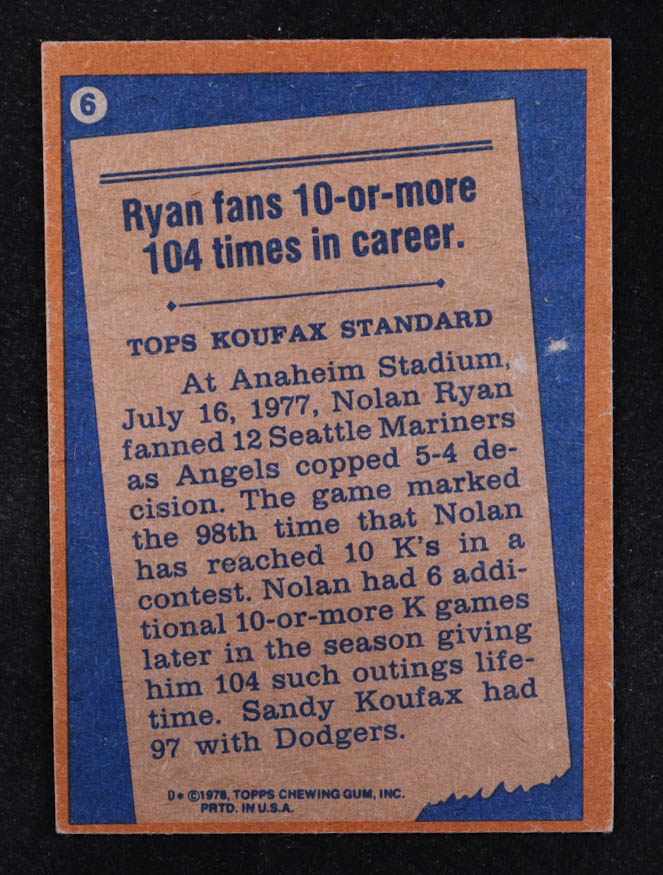 6
Ryan fans 10-or-more
104 times in career.
TOPS KOUFAX STANDARD
At Anaheim Stadium,
July 16, 1977, Nolan Ryan
fanned 12 Seattle Mariners
as Angels copped 5-4 de-
cision. The game marked
the 98th time that Nolan
has reached 10 K's in a
contest. Nolan had 6 addi-
tional 10-or-more K games
later in the season giving
him 104 such outings life-
time. Sandy Koufax had
97 with Dodgers.
D* ©1978, TOPPS CHEWING GUM, INC.
PRTD. IN U.S.A.